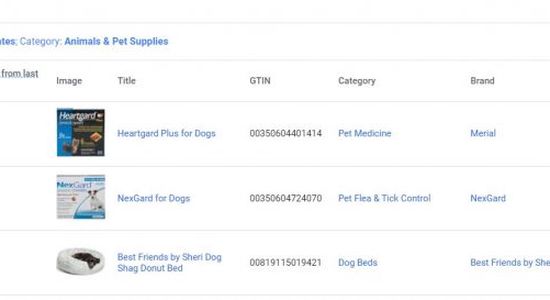 ates; Category: Animals & Pet Supplies
from last
Image Title GTIN Category Brand
Heartgard Plus for Dogs 00350604401414 Pet Medicine Merial
Heartgard
NexGard for Dogs 00350604724070 Pet Flea & Tick Control NexGard
NexGard
Best Friends by Sheri Dog
Shag Donut Bed 00819115019421 Dog Beds Best Friends by She